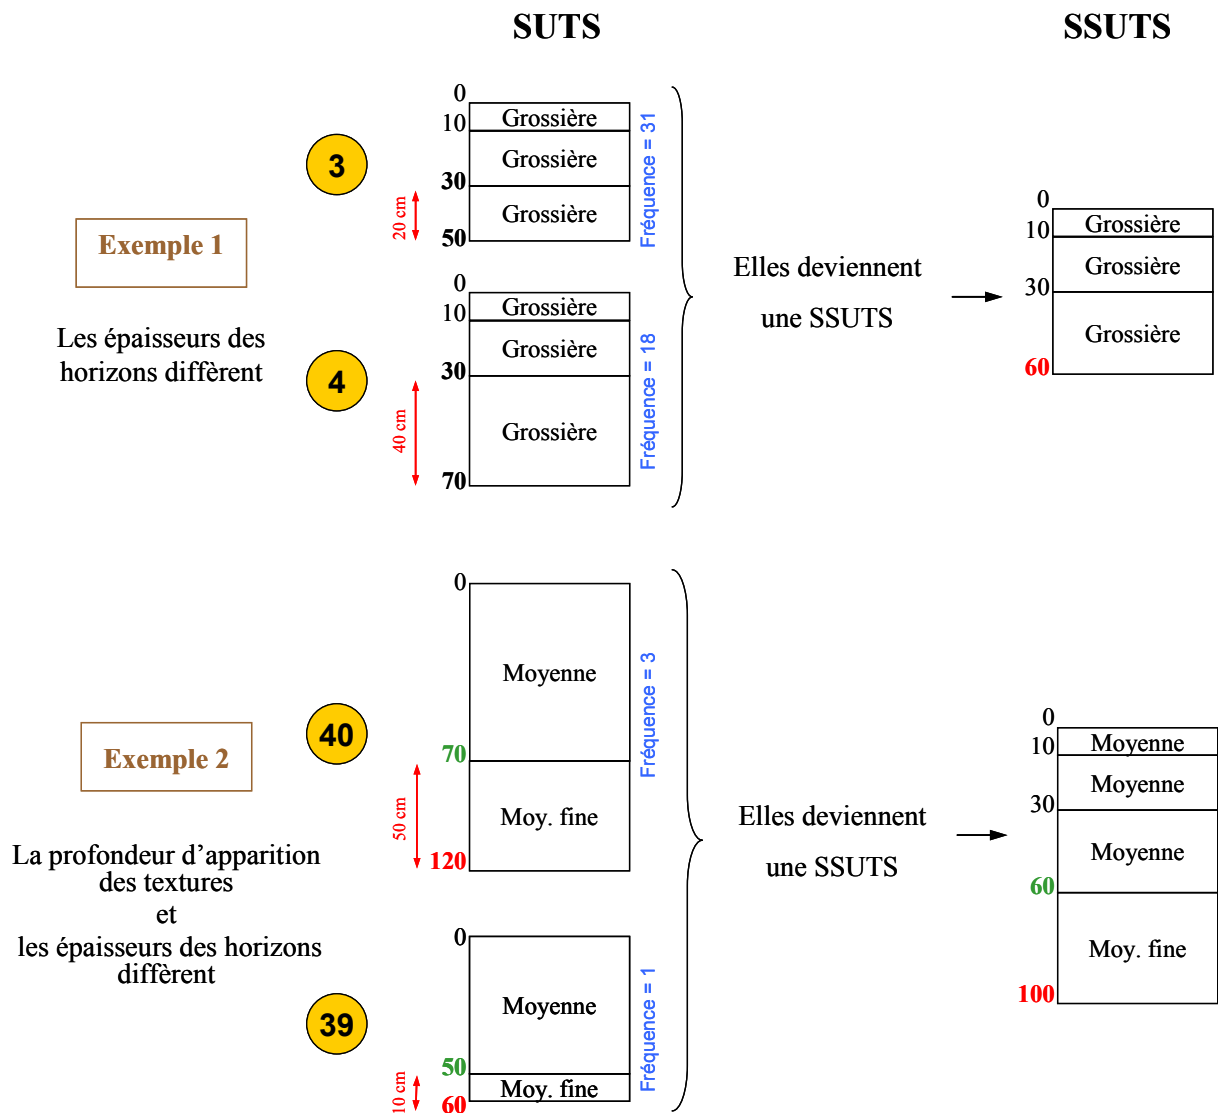 SUTS
SSUTS
Exemple 1
Les épaisseurs des
horizons diffèrent
3
0
10
30
50
20 cm
Grossière
Grossière
Grossière
Fréquence = 31
4
0
10
30
70
40 cm
Grossière
Grossière
Grossière
Fréquence = 18
Elles deviennent
une SSUTS
0
10
30
60
Grossière
Grossière
Grossière
Exemple 2
La profondeur d’apparition
des textures
et
les épaisseurs des horizons
diffèrent
40
0
70
120
50 cm
Moyenne
Moy. fine
Fréquence = 3
39
0
50
60
10 cm
Moyenne
Moy. fine
Fréquence = 1
Elles deviennent
une SSUTS
0
10
30
60
100
Moyenne
Moyenne
Moyenne
Moy. fine